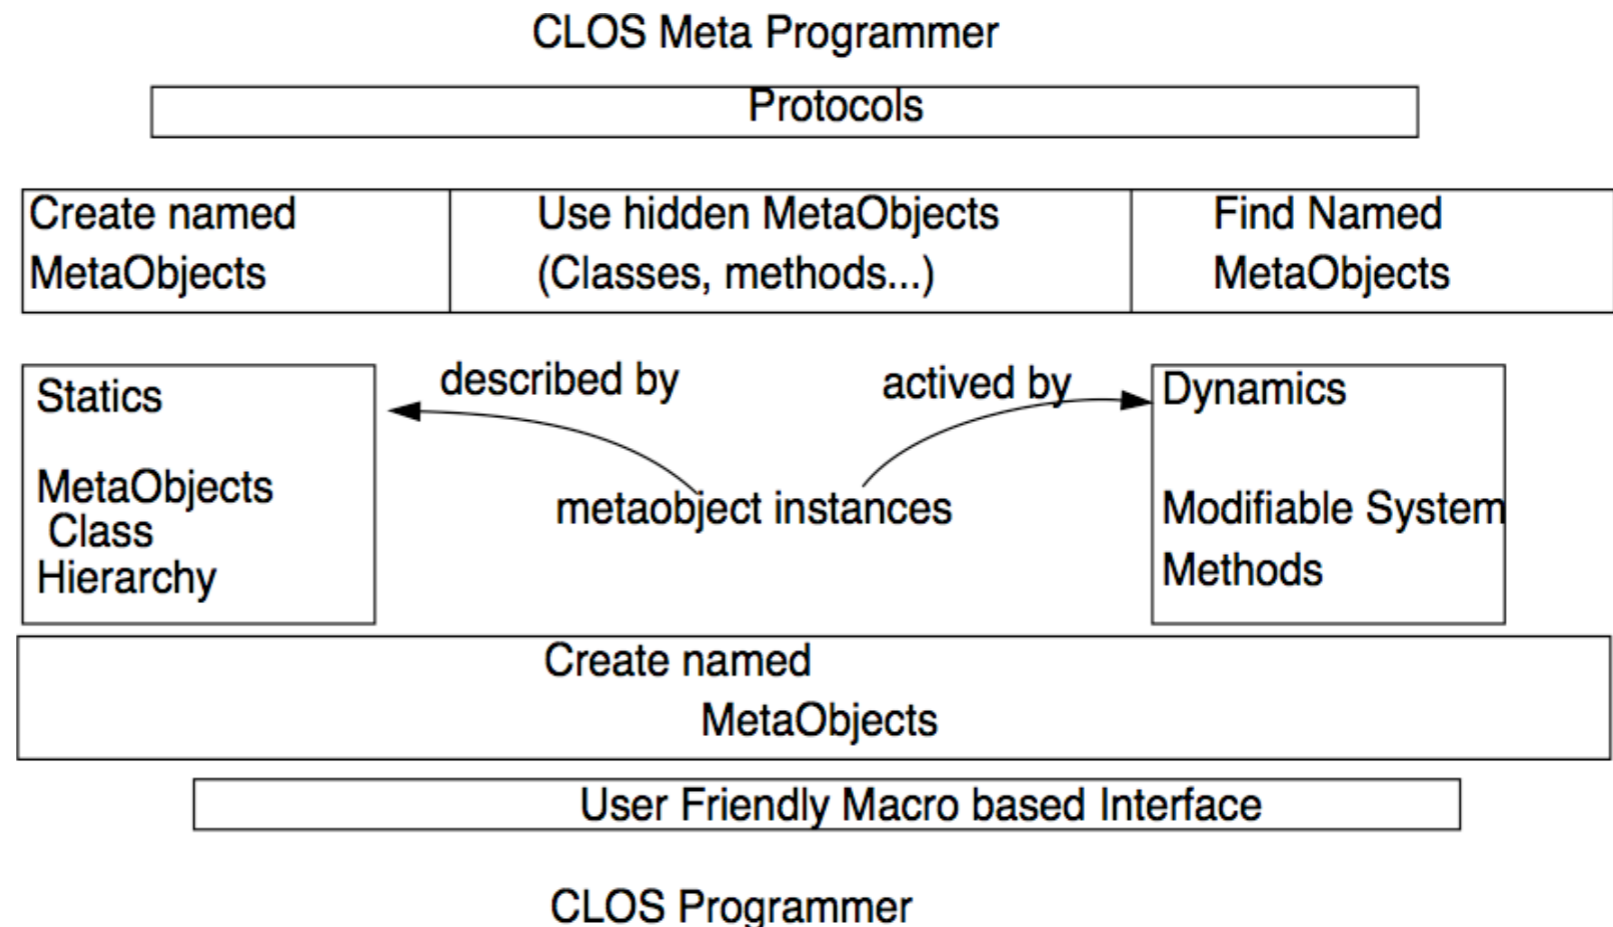 CLOS Meta Programmer
Protocols
Create named
MetaObjects
Use hidden MetaObjects
(Classes, methods...)
Find Named
MetaObjects
Statics
MetaObjects
Class
Hierarchy
described by
actived by
metaobject instances
Dynamics
Modifiable System
Methods
Create named
MetaObjects
User Friendly Macro based Interface
CLOS Programmer